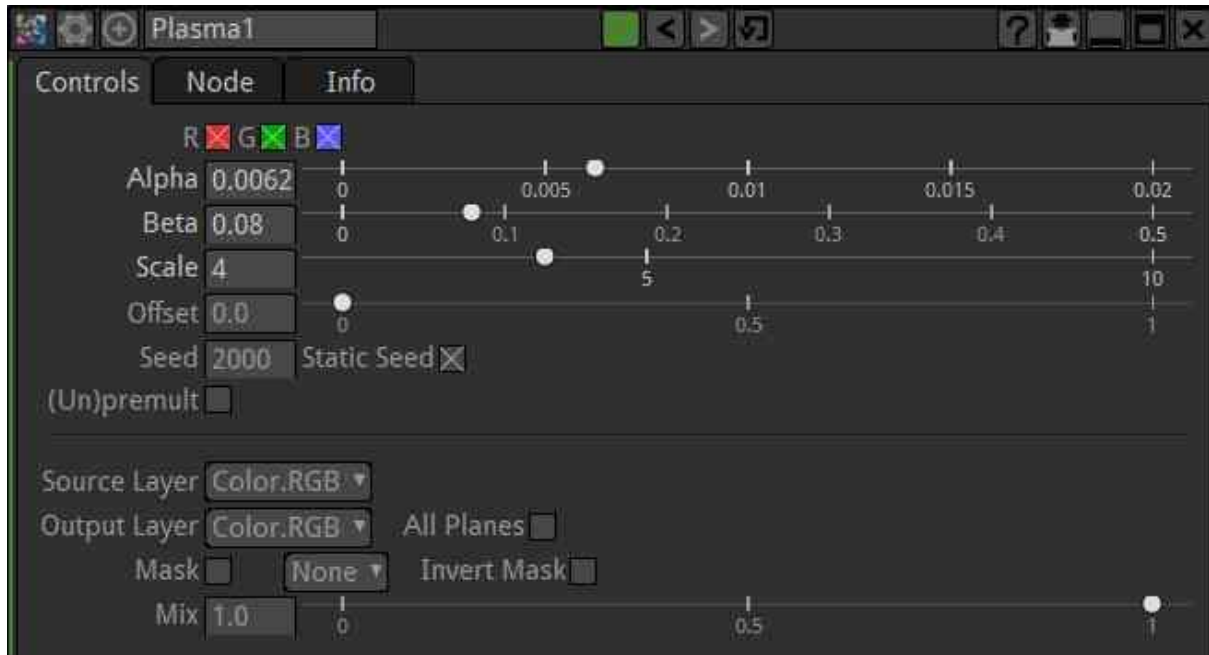 Plasma1 < > ?
Controls Node Info
R G B
Alpha 0.0062 0 0.005 0.01 0.015 0.02
Beta 0.08 0 0.1 0.2 0.3 0.4 0.5
Scale 4 5 10
Offset 0.0 0 0.5 1
Seed 2000 Static Seed
(Un)premult
Source Layer Color.RGB
Output Layer Color.RGB All Planes
Mask None Invert Mask
Mix 1.0 0 0.5 1